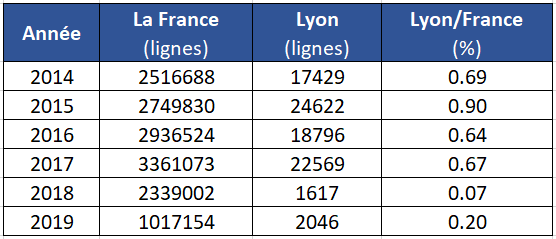 Année La France (lignes) Lyon (lignes) Lyon/France (%)
2014 2516688 17429 0.69
2015 2749830 24622 0.90
2016 2936524 18796 0.64
2017 3361073 22569 0.67
2018 2339002 1617 0.07
2019 1017154 2046 0.20